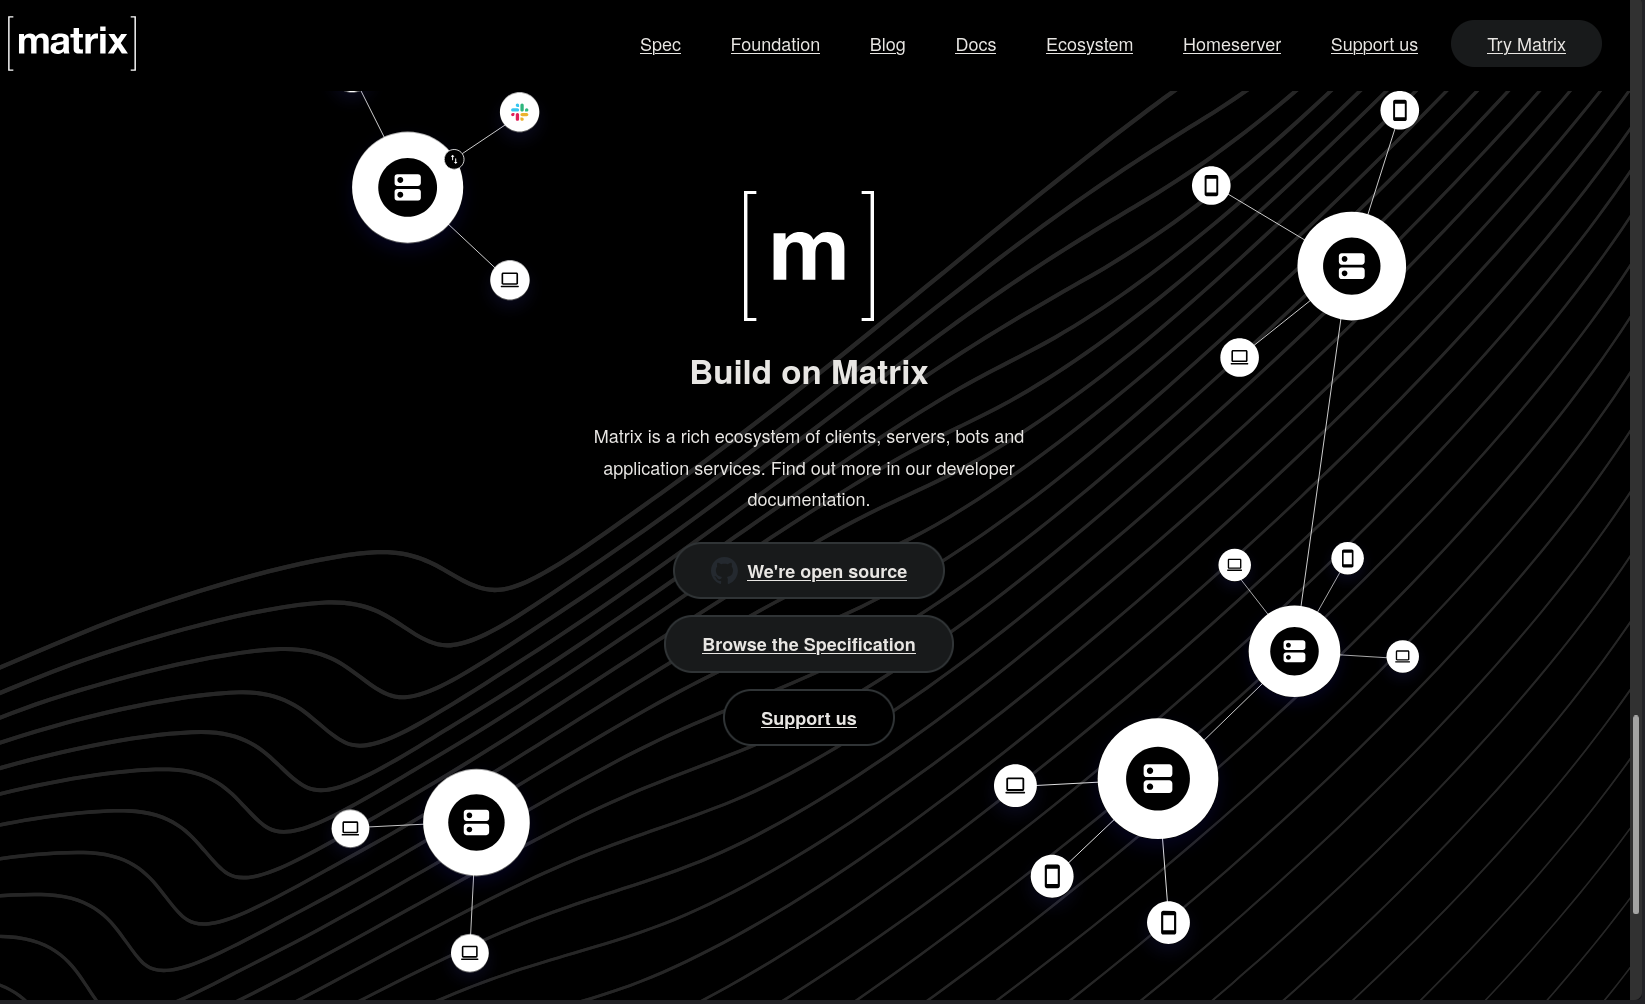 [matrix]
Spec
Foundation
Blog
Docs
Ecosystem
Homeserver
Support us
Try Matrix
[m]
Build on Matrix
Matrix is a rich ecosystem of clients, servers, bots and
application services. Find out more in our developer
documentation.
We're open source
Browse the Specification
Support us